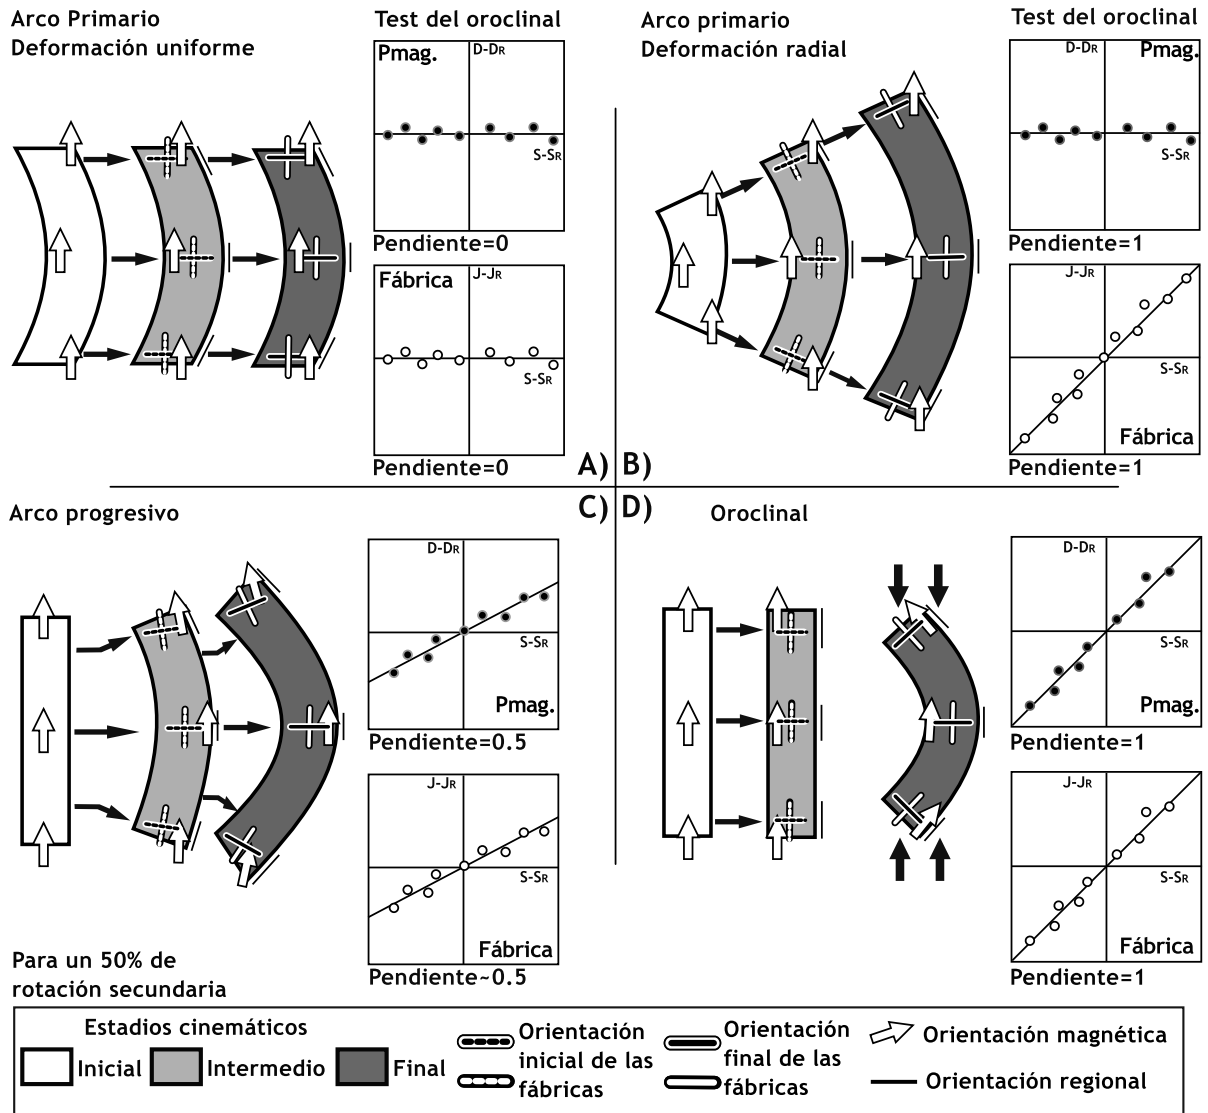 Arco Primario
Deformación uniforme
Test del oroclinal
Pmag.
D-DR
S-SR
Pendiente=0
Fábrica
J-JR
S-SR
Pendiente=0
A)
Arco primario
Deformación radial
Test del oroclinal
D-DR
Pmag.
S-SR
Pendiente=1
J-JR
S-SR
Fábrica
Pendiente=1
B)
Arco progresivo
C)
D-DR
S-SR
Pmag.
Pendiente=0.5
J-JR
S-SR
Fábrica
Pendiente~0.5
Para un 50% de
rotación secundaria
D)
Oroclinal
D-DR
S-SR
Pmag.
Pendiente=1
J-JR
S-SR
Fábrica
Pendiente=1
Estadios cinemáticos
Inicial
Intermedio
Final
Orientación
inicial de las
fábricas
Orientación
final de las
fábricas
Orientación magnética
Orientación regional